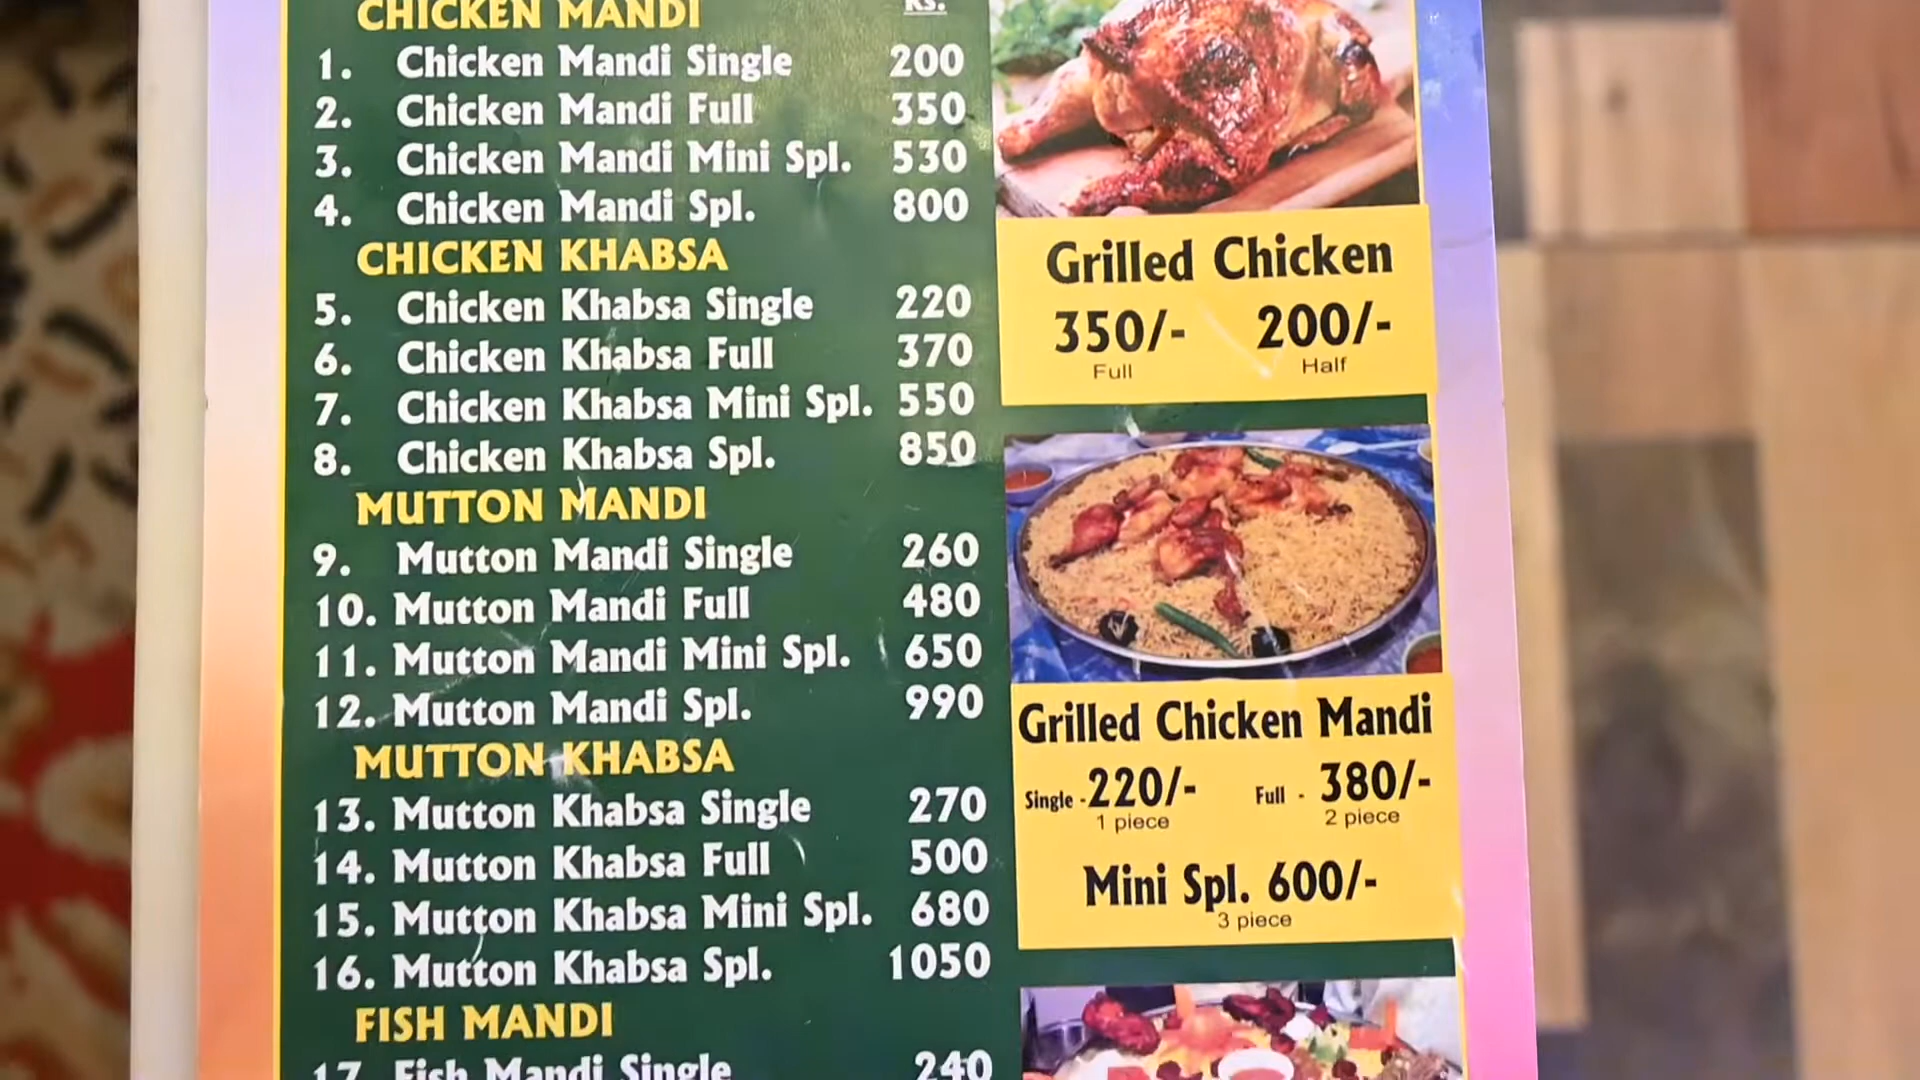 CHICKEN MANDI Rs.
1. Chicken Mandi Single 200
2. Chicken Mandi Full 350
3. Chicken Mandi Mini Spl. 530
4. Chicken Mandi Spl. 800
CHICKEN KHABSA
5. Chicken Khabsa Single 220
6. Chicken Khabsa Full 370
7. Chicken Khabsa Mini Spl. 550
8. Chicken Khabsa Spl. 850
MUTTON MANDI
9. Mutton Mandi Single 260
10. Mutton Mandi Full 480
11. Mutton Mandi Mini Spl. 650
12. Mutton Mandi Spl. 990
MUTTON KHABSA
13. Mutton Khabsa Single 270
14. Mutton Khabsa Full 500
15. Mutton Khabsa Mini Spl. 680
16. Mutton Khabsa Spl. 1050
FISH MANDI
17. Fish Mandi Single 240
Grilled Chicken
350/- 200/-
Full Half
Grilled Chicken Mandi
Single - 220/- Full - 380/-
1 piece 2 piece
Mini Spl. 600/-
3 piece